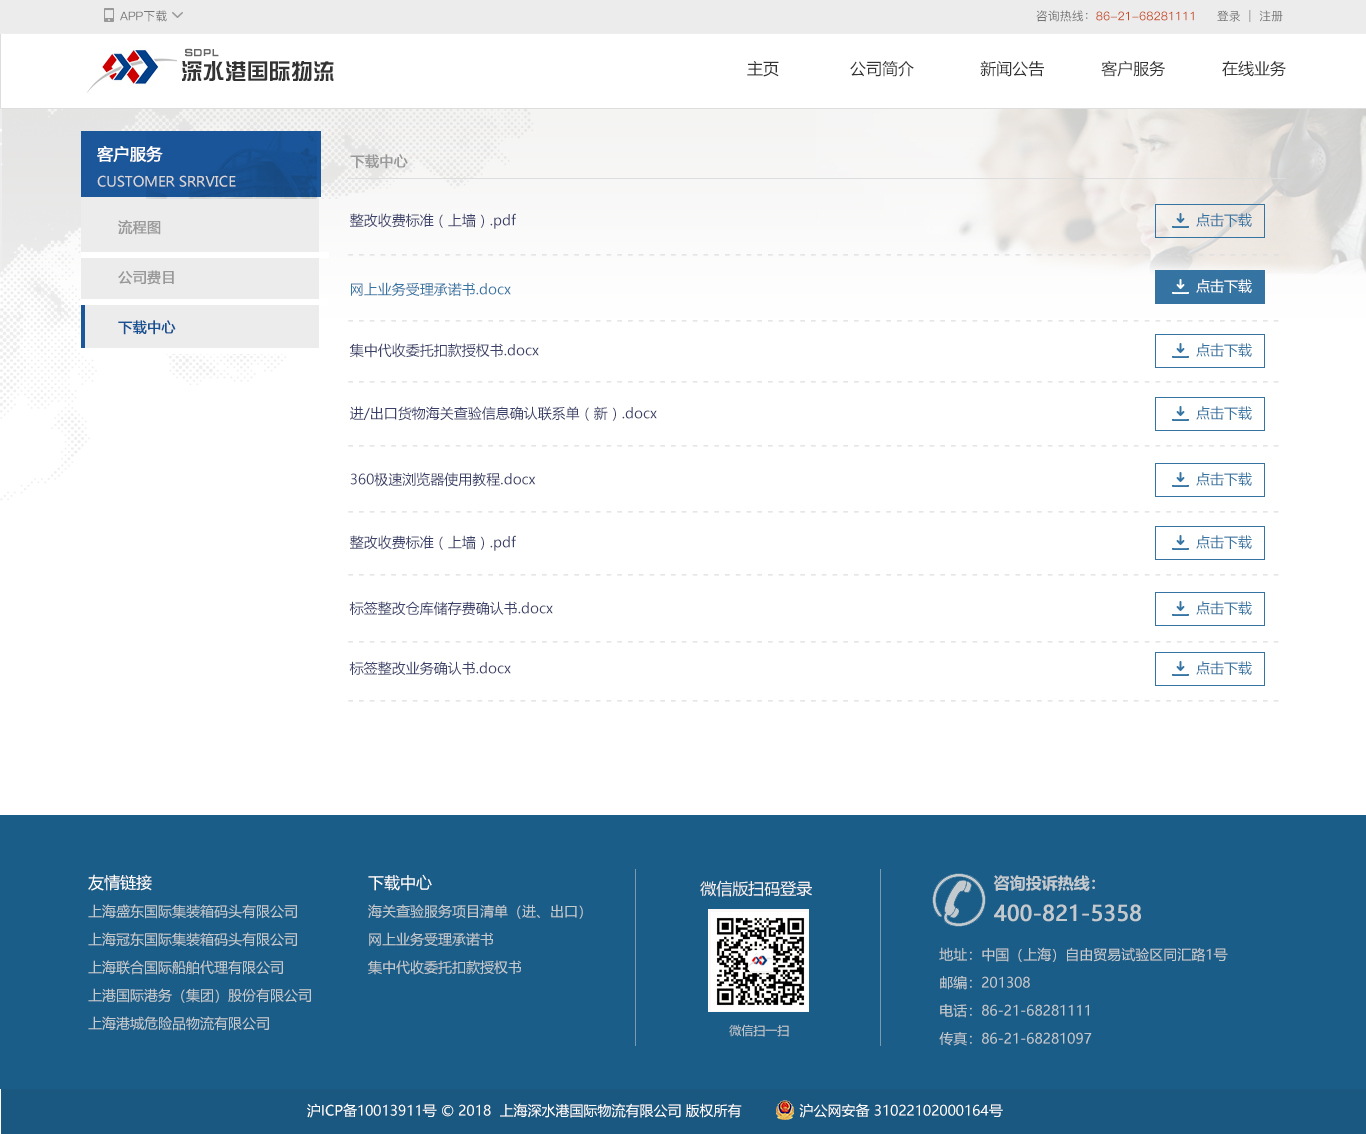 APP下载
咨询热线：86-21-68281111 登录 | 注册
SDPL
深水港国际物流
主页 公司简介 新闻公告 客户服务 在线业务
客户服务
CUSTOMER SRRVICE
流程图
公司费目
下载中心
下载中心
整改收费标准（上墙）.pdf 点击下载
网上业务受理承诺书.docx 点击下载
集中代收委托扣款授权书.docx 点击下载
进/出口货物海关查验信息确认联系单（新）.docx 点击下载
360极速浏览器使用教程.docx 点击下载
整改收费标准（上墙）.pdf 点击下载
标签整改仓库储存费确认书.docx 点击下载
标签整改业务确认书.docx 点击下载
友情链接
上海盛东国际集装箱码头有限公司
上海冠东国际集装箱码头有限公司
上海联合国际船舶代理有限公司
上港国际港务（集团）股份有限公司
上海港城危险品物流有限公司
下载中心
海关查验服务项目清单（进、出口）
网上业务受理承诺书
集中代收委托扣款授权书
微信版扫码登录
微信扫一扫
咨询投诉热线：
400-821-5358
地址：中国（上海）自由贸易试验区同汇路1号
邮编：201308
电话：86-21-68281111
传真：86-21-68281097
沪ICP备10013911号 © 2018 上海深水港国际物流有限公司 版权所有 沪公网安备 31022102000164号